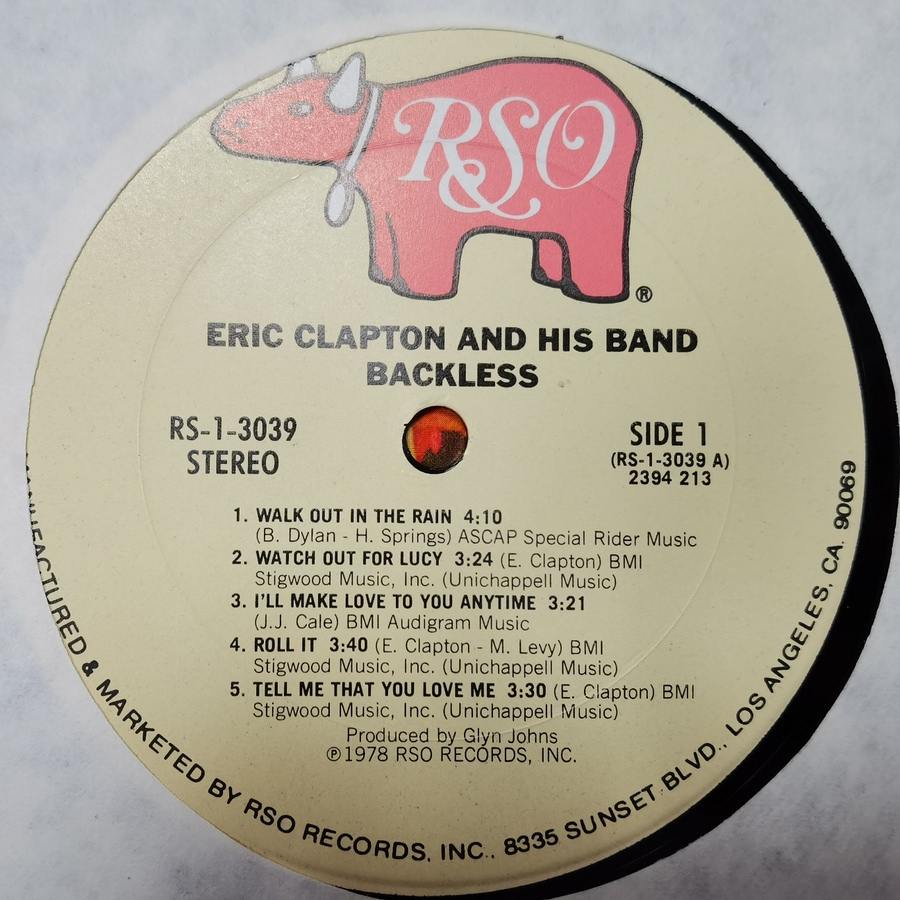 RSO
®
ERIC CLAPTON AND HIS BAND
BACKLESS
RS-1-3039
STEREO
SIDE 1
(RS-1-3039 A)
2394 213
1. WALK OUT IN THE RAIN 4:10
(B. Dylan - H. Springs) ASCAP Special Rider Music
2. WATCH OUT FOR LUCY 3:24 (E. Clapton) BMI
Stigwood Music, Inc. (Unichappell Music)
3. I'LL MAKE LOVE TO YOU ANYTIME 3:21
(J.J. Cale) BMI Audigram Music
4. ROLL IT 3:40 (E. Clapton - M. Levy) BMI
Stigwood Music, Inc. (Unichappell Music)
5. TELL ME THAT YOU LOVE ME 3:30 (E. Clapton) BMI
Stigwood Music, Inc. (Unichappell Music)
Produced by Glyn Johns
℗1978 RSO RECORDS, INC.
MANUFACTURED & MARKETED BY RSO RECORDS, INC., 8335 SUNSET BLVD., LOS ANGELES, CA. 90069